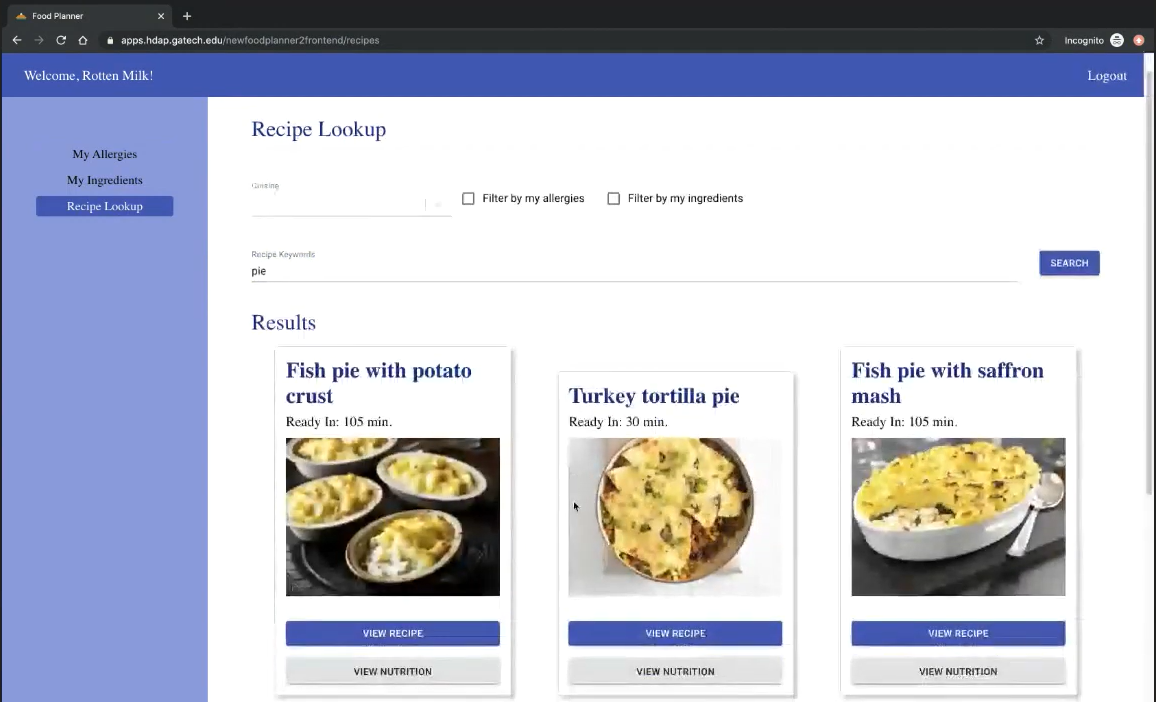 Food Planner
apps.hdap.gatech.edu/newfoodplanner2frontend/recipes
Incognito
Welcome, Rotten Milk!
Logout
My Allergies
My Ingredients
Recipe Lookup
Recipe Lookup
Cuisine
Filter by my allergies
Filter by my ingredients
Recipe Keywords
pie
SEARCH
Results
Fish pie with potato
crust
Ready In: 105 min.
VIEW RECIPE
VIEW NUTRITION
Turkey tortilla pie
Ready In: 30 min.
VIEW RECIPE
VIEW NUTRITION
Fish pie with saffron
mash
Ready In: 105 min.
VIEW RECIPE
VIEW NUTRITION